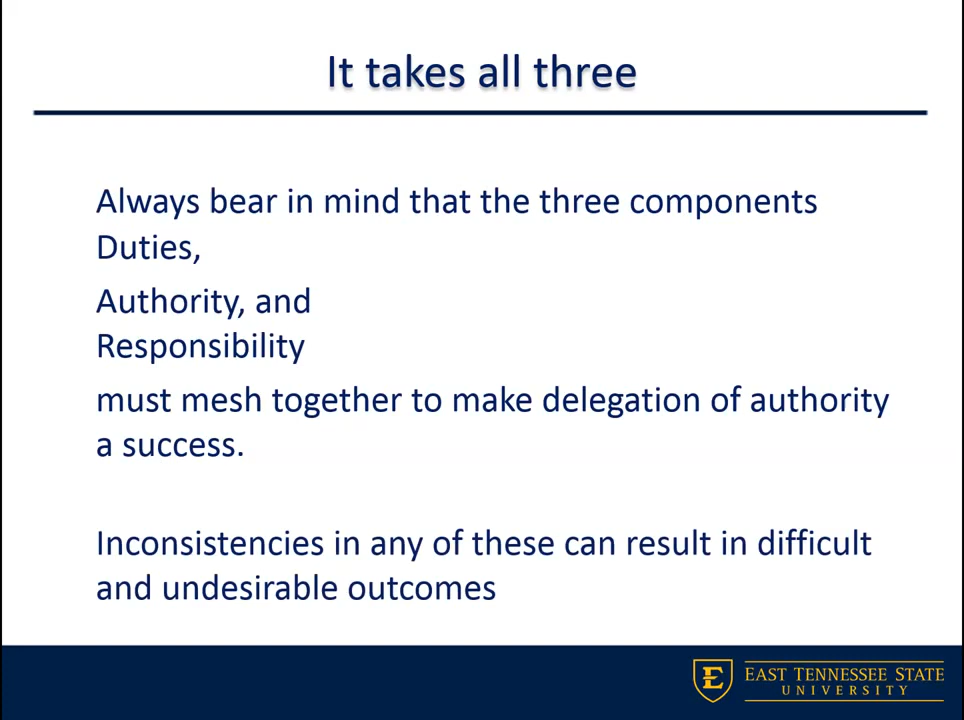 It takes all three
Always bear in mind that the three components
Duties,
Authority, and
Responsibility
must mesh together to make delegation of authority
a success.
Inconsistencies in any of these can result in difficult
and undesirable outcomes
E
EAST TENNESSEE STATE
UNIVERSITY